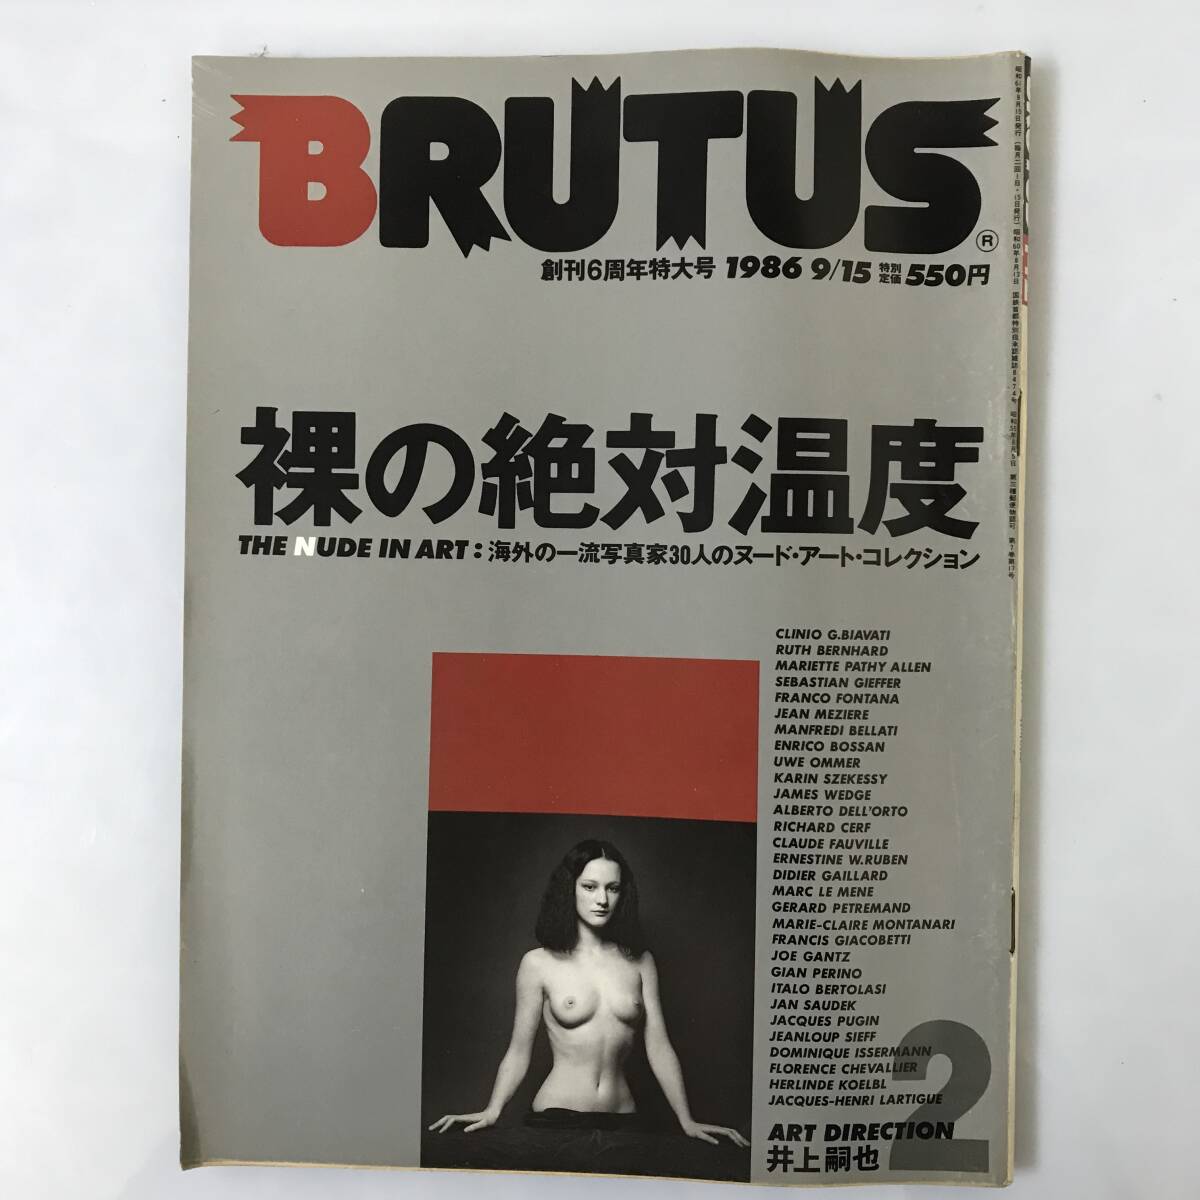 BRUTUS®
創刊6周年特大号 1986 9/15 特別定価 550円
裸の絶対温度
THE NUDE IN ART:海外の一流写真家30人のヌード・アート・コレクション
CLINIO G.BIAVATI
RUTH BERNHARD
MARIETTE PATHY ALLEN
SEBASTIAN GIEFFER
FRANCO FONTANA
JEAN MEZIERE
MANFREDI BELLATI
ENRICO BOSSAN
UWE OMMER
KARIN SZEKESSY
JAMES WEDGE
ALBERTO DELL'ORTO
RICHARD CERF
CLAUDE FAUVILLE
ERNESTINE W.RUBEN
DIDIER GAILLARD
MARC LE MENE
GERARD PETREMAND
MARIE-CLAIRE MONTANARI
FRANCIS GIACOBETTI
JOE GANTZ
GIAN PERINO
ITALO BERTOLASI
JAN SAUDEK
JACQUES PUGIN
JEANLOUP SIEFF
DOMINIQUE ISSERMANN
FLORENCE CHEVALLIER
HERLINDE KOELBL
JACQUES-HENRI LARTIGUE
2
ART DIRECTION
井上嗣也